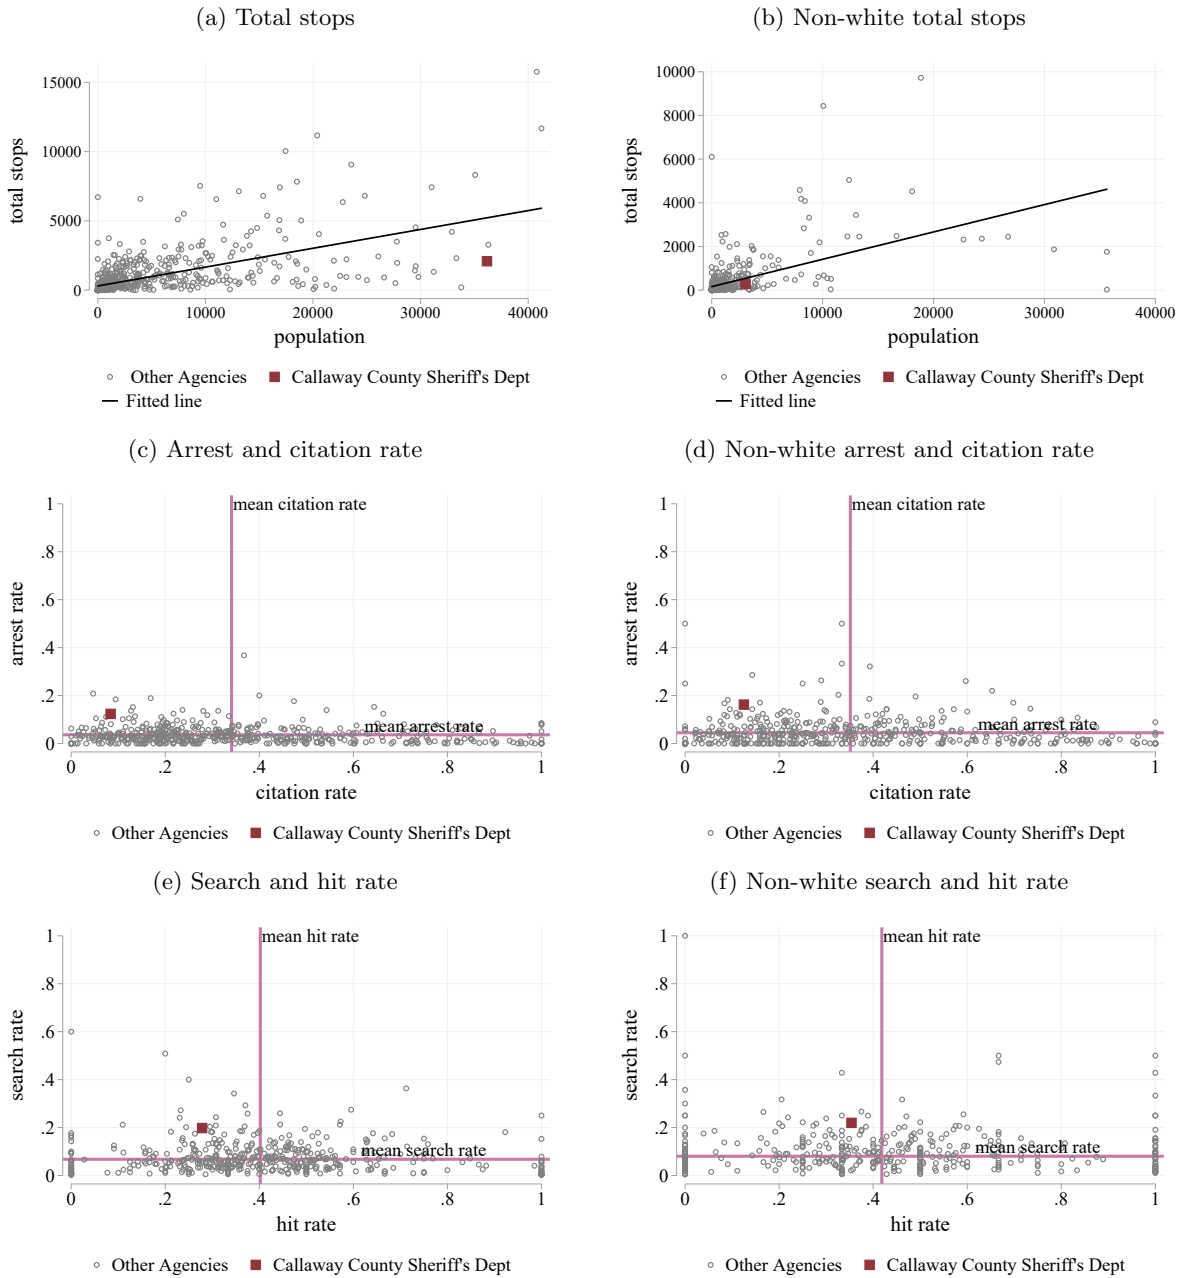 (a) Total stops
(b) Non-white total stops
15000
10000
5000
0
total stops
0 10000 20000 30000 40000
population
Other Agencies Callaway County Sheriff's Dept
Fitted line
10000
8000
6000
4000
2000
0
total stops
0 10000 20000 30000 40000
population
Other Agencies Callaway County Sheriff's Dept
Fitted line
(c) Arrest and citation rate
(d) Non-white arrest and citation rate
1
.8
.6
.4
.2
0
arrest rate
mean citation rate
mean arrest rate
0 .2 .4 .6 .8 1
citation rate
Other Agencies Callaway County Sheriff's Dept
1
.8
.6
.4
.2
0
arrest rate
mean citation rate
mean arrest rate
0 .2 .4 .6 .8 1
citation rate
Other Agencies Callaway County Sheriff's Dept
(e) Search and hit rate
(f) Non-white search and hit rate
1
.8
.6
.4
.2
0
search rate
mean hit rate
mean search rate
0 .2 .4 .6 .8 1
hit rate
Other Agencies Callaway County Sheriff's Dept
1
.8
.6
.4
.2
0
search rate
mean hit rate
mean search rate
0 .2 .4 .6 .8 1
hit rate
Other Agencies Callaway County Sheriff's Dept